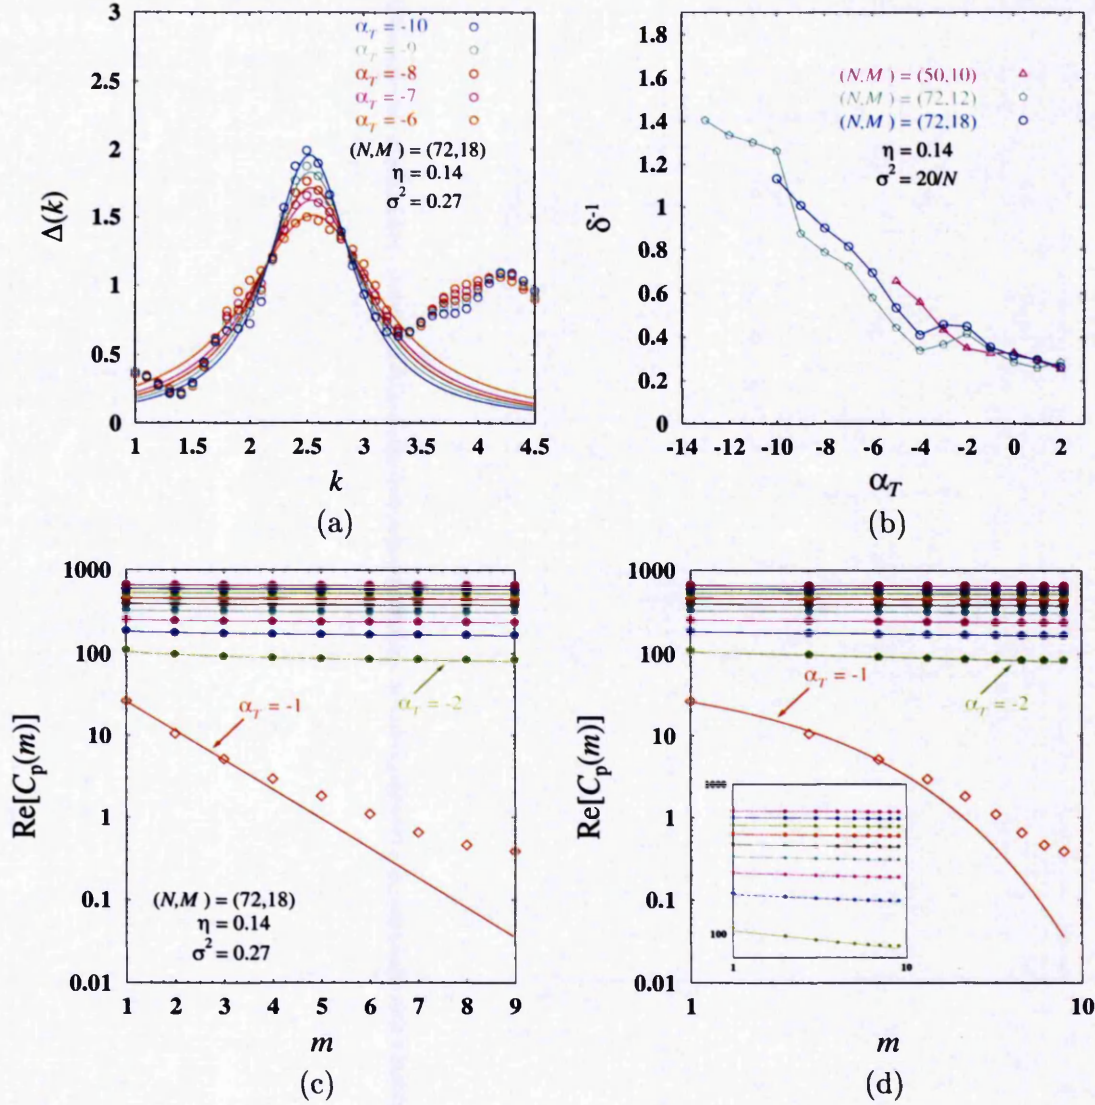 3
2.5
2
1.5
1
0.5
0
Δ(k)
α_T = -10
α_T = -9
α_T = -8
α_T = -7
α_T = -6
(N,M) = (72,18)
η = 0.14
σ² = 0.27
1 1.5 2 2.5 3 3.5 4 4.5
k
(a)
1.8
1.6
1.4
1.2
1
0.8
0.6
0.4
0.2
0
δ⁻¹
(N,M) = (50,10)
(N,M) = (72,12)
(N,M) = (72,18)
η = 0.14
σ² = 20/N
-14 -12 -10 -8 -6 -4 -2 0 2
α_T
(b)
1000
100
10
1
0.1
0.01
Re[C_p(m)]
α_T = -1
α_T = -2
(N,M) = (72,18)
η = 0.14
σ² = 0.27
1 2 3 4 5 6 7 8 9
m
(c)
1000
100
10
1
0.1
0.01
Re[C_p(m)]
α_T = -1
α_T = -2
1000
100
1 10
1 10
m
(d)